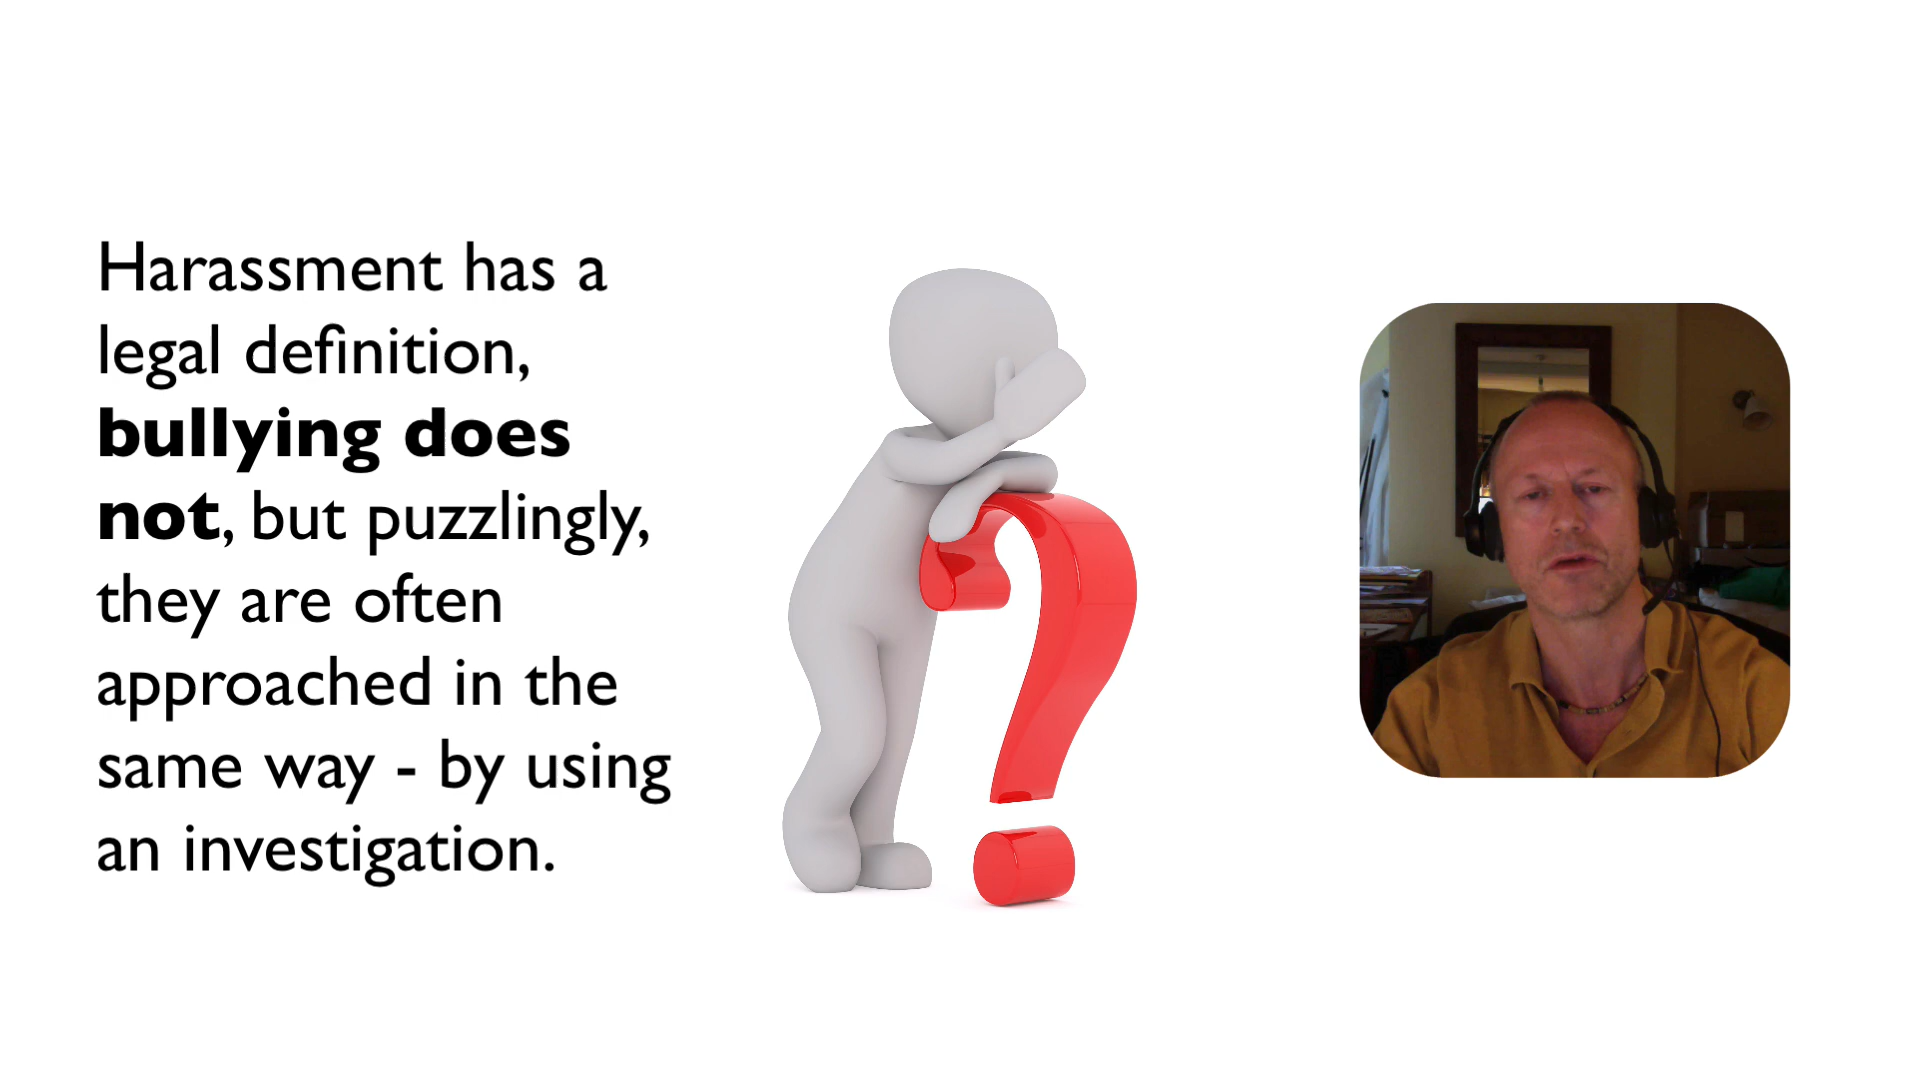 Harassment has a
legal definition,
bullying does
not, but puzzlingly,
they are often
approached in the
same way - by using
an investigation.